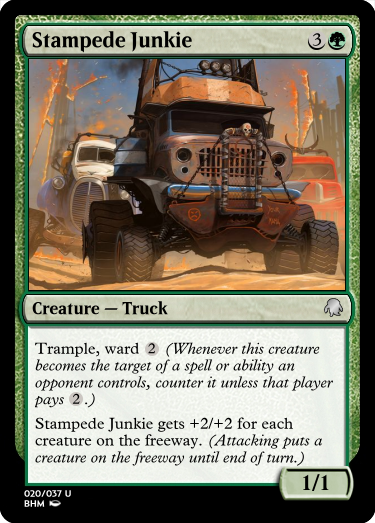 Stampede Junkie 3
Creature — Truck
Trample, ward 2 (Whenever this creature
becomes the target of a spell or ability an
opponent controls, counter it unless that player
pays 2.)
Stampede Junkie gets +2/+2 for each
creature on the freeway. (Attacking puts a
creature on the freeway until end of turn.)
1/1
020/037 U
BHM